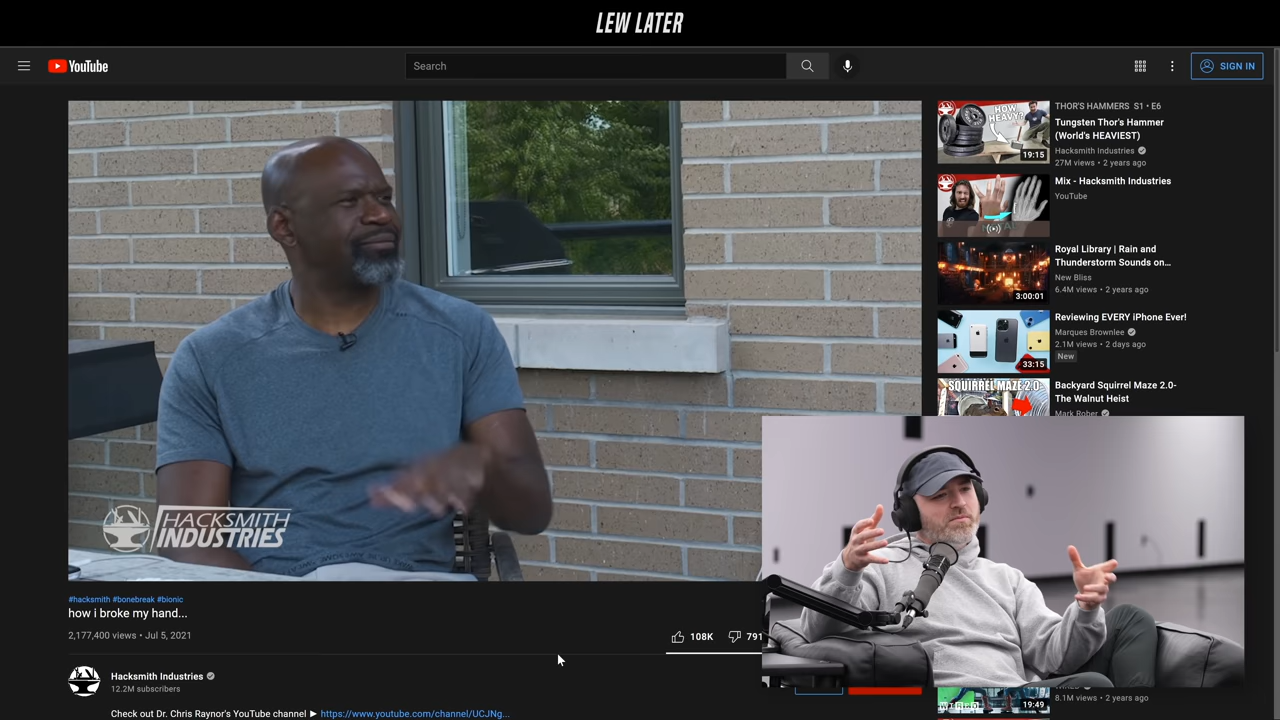 LEW LATER
YouTube
Search
SIGN IN
HACKSMITH
INDUSTRIES
#hacksmith #bonebreak #bionic
how i broke my hand...
2,177,400 views • Jul 5, 2021
108K
791
Hacksmith Industries
12.2M subscribers
Check out Dr. Chris Raynor's YouTube channel ► https://www.youtube.com/channel/UCJNg...
HOW
HEAVY?
19:15
THOR'S HAMMERS S1 • E6
Tungsten Thor's Hammer
(World's HEAVIEST)
Hacksmith Industries
27M views • 2 years ago
Mix - Hacksmith Industries
YouTube
3:00:01
Royal Library | Rain and
Thunderstorm Sounds on...
New Bliss
6.4M views • 2 years ago
33:15
Reviewing EVERY iPhone Ever!
Marques Brownlee
2.1M views • 2 days ago
New
SQUIRREL MAZE 2.0
Backyard Squirrel Maze 2.0-
The Walnut Heist
Mark Rober
WIRED
19:49
8.1M views • 2 years ago